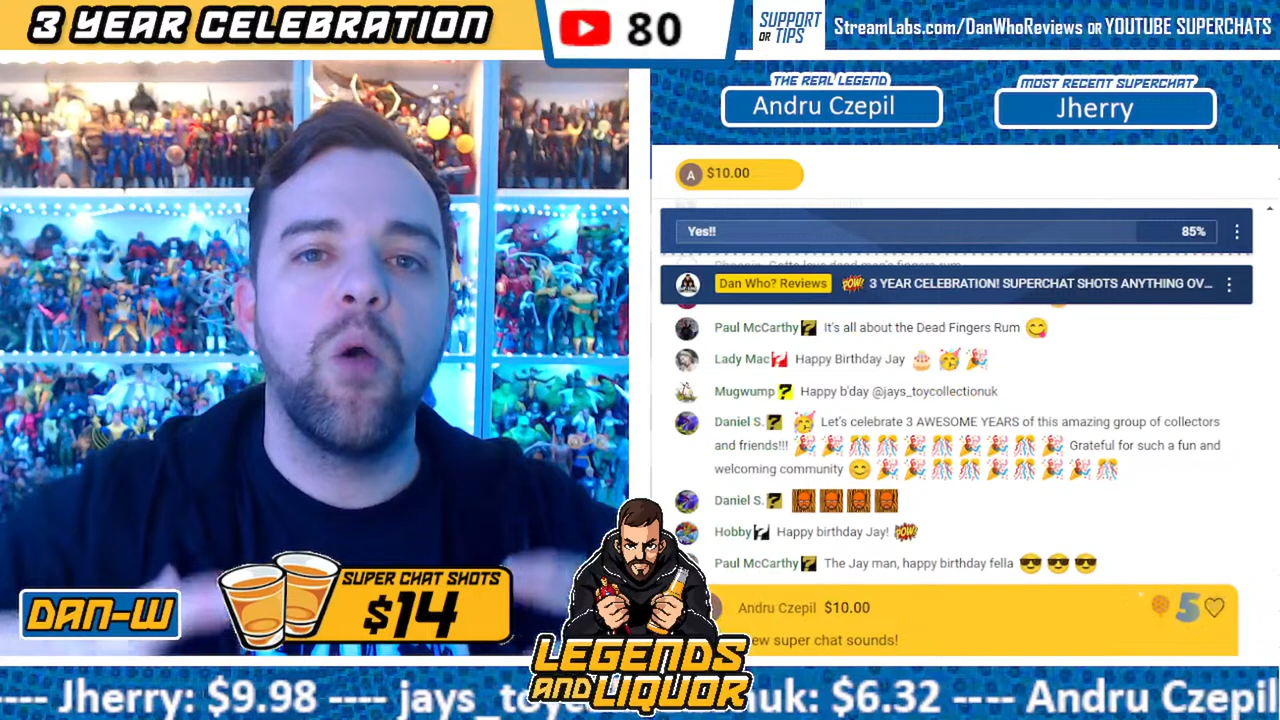 3 YEAR CELEBRATION
80
SUPPORT
OR TIPS
StreamLabs.com/DanWhoReviews OR YOUTUBE SUPERCHATS
THE REAL LEGEND
Andru Czepil
MOST RECENT SUPERCHAT
Jherry
A $10.00
Yes!! 85%
Dan Who? Reviews POW! 3 YEAR CELEBRATION! SUPERCHAT SHOTS ANYTHING OV...
Paul McCarthy ? It's all about the Dead Fingers Rum 😋
Lady Mac Happy Birthday Jay 🎂 🥳 🎉
Mugwump ? Happy b'day @jays_toycollectionuk
Daniel S. ? 🥳 Let's celebrate 3 AWESOME YEARS of this amazing group of collectors
and friends!!! 🎉 🎉 🎊 🎊 🎉 🎉 🎊 🎉 🎊 🎉 Grateful for such a fun and
welcoming community 😊 🎉 🎉 🎊 🎊 🎉 🎊 🎉 🎉 🎊
Daniel S. ?
Hobby Happy birthday Jay! POW!
Paul McCarthy ? The Jay man, happy birthday fella 😎 😎 😎
Andru Czepil $10.00 5
ew super chat sounds!
DAN-W
SUPER CHAT SHOTS
$14
LEGENDS
AND LIQUOR
---- Jherry: $9.98 ---- jays_toy uk: $6.32 ---- Andru Czepil